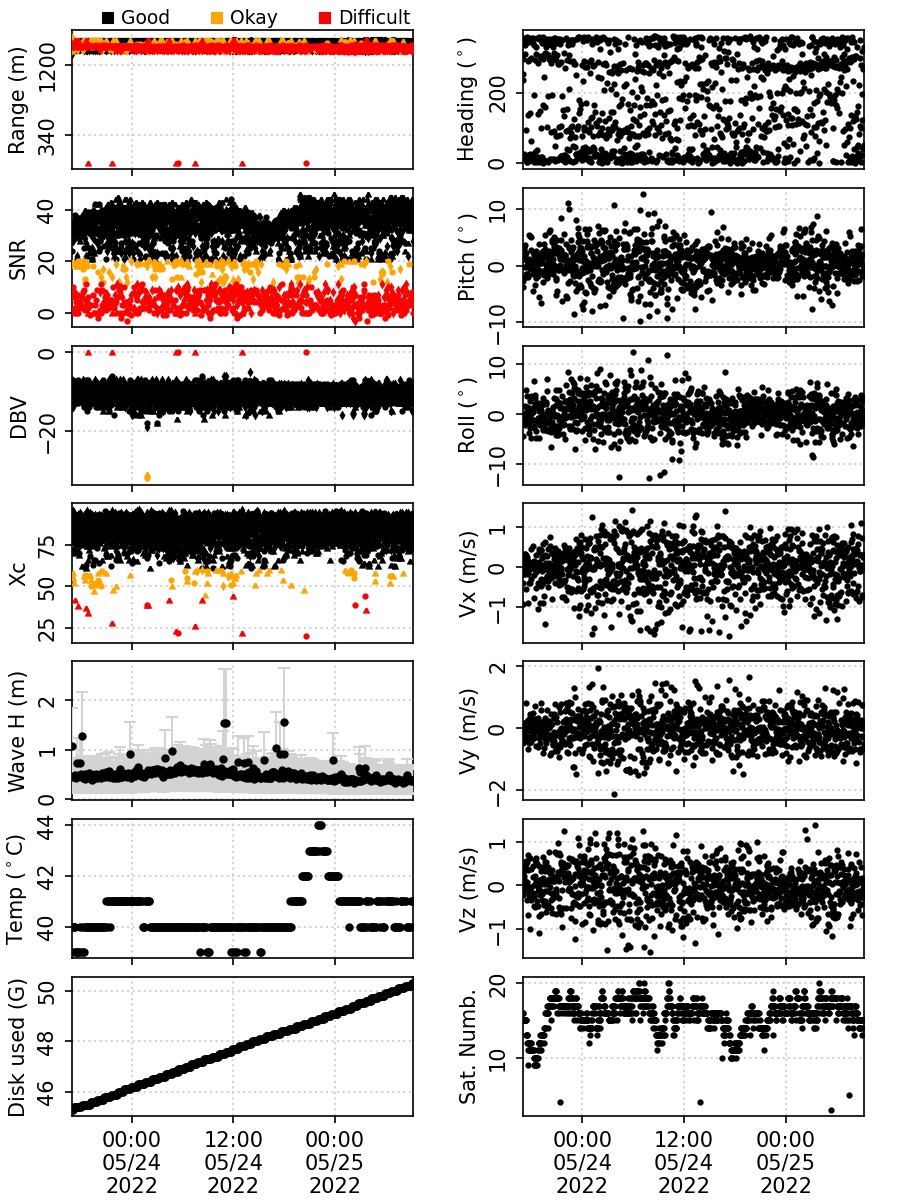 Good Okay Difficult
Range (m)
1200
340
Heading (°)
200
0
SNR
40
20
0
Pitch (°)
10
0
−10
DBV
0
−20
Roll (°)
10
0
−10
Xc
75
50
25
Vx (m/s)
1
0
−1
Wave H (m)
2
1
0
Vy (m/s)
2
0
−2
Temp (°C)
44
42
40
Vz (m/s)
1
0
−1
Disk used (G)
50
48
46
Sat. Numb.
20
10
00:00 12:00 00:00
05/24 05/24 05/25
2022 2022 2022
00:00 12:00 00:00
05/24 05/24 05/25
2022 2022 2022